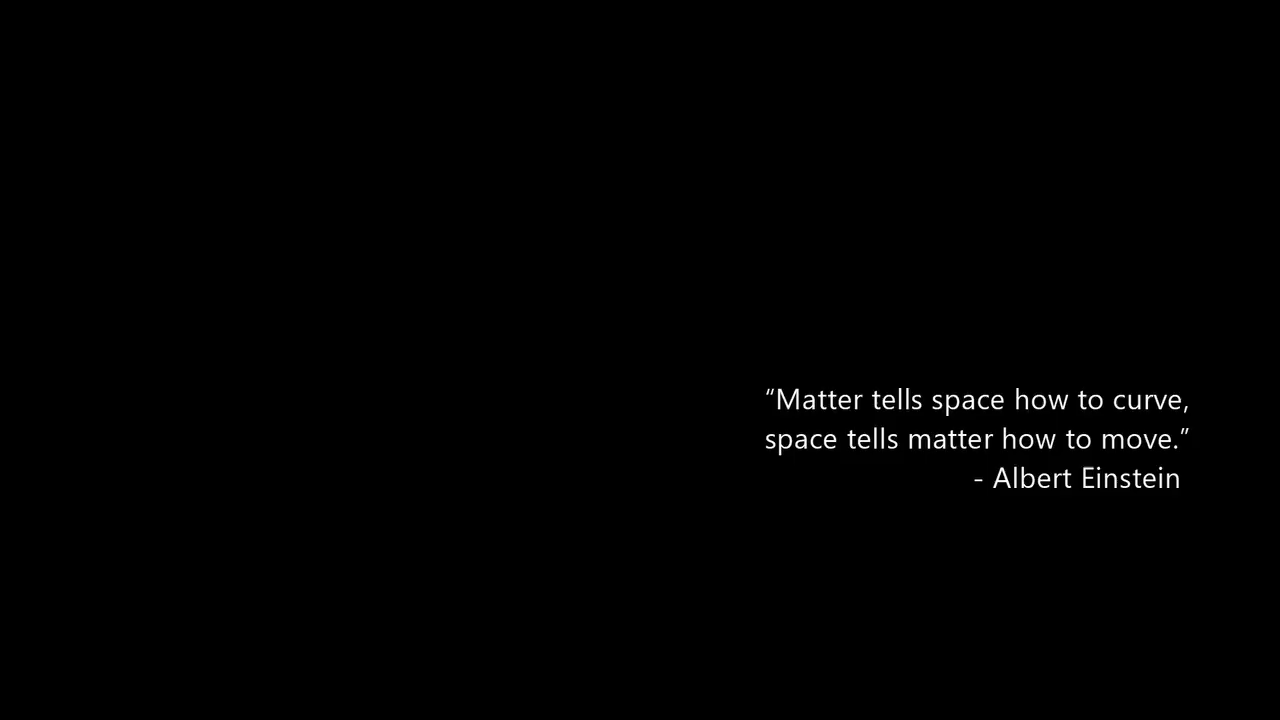 “Matter tells space how to curve,
space tells matter how to move.”
- Albert Einstein